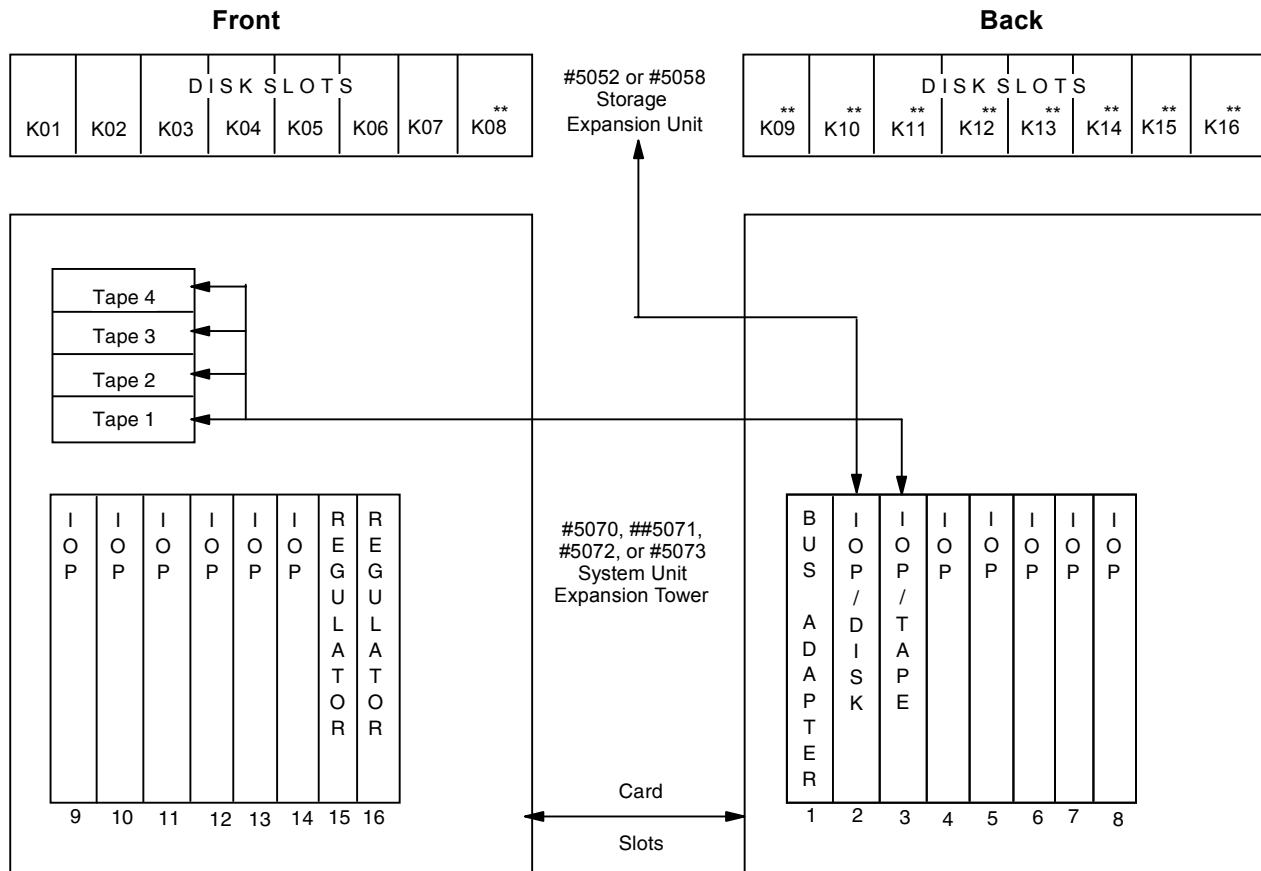 Front
Back
DISK SLOTS
**
K01 K02 K03 K04 K05 K06 K07 K08
#5052 or #5058
Storage
Expansion Unit
DISK SLOTS
** ** ** ** ** ** ** **
K09 K10 K11 K12 K13 K14 K15 K16
Tape 4
Tape 3
Tape 2
Tape 1
IOP
IOP
IOP
IOP
IOP
IOP
REGULATOR
REGULATOR
9 10 11 12 13 14 15 16
#5070, ##5071,
#5072, or #5073
System Unit
Expansion Tower
Card
Slots
BUS ADAPTER
IOP/DISK
IOP/TAPE
IOP
IOP
IOP
IOP
IOP
1 2 3 4 5 6 7 8